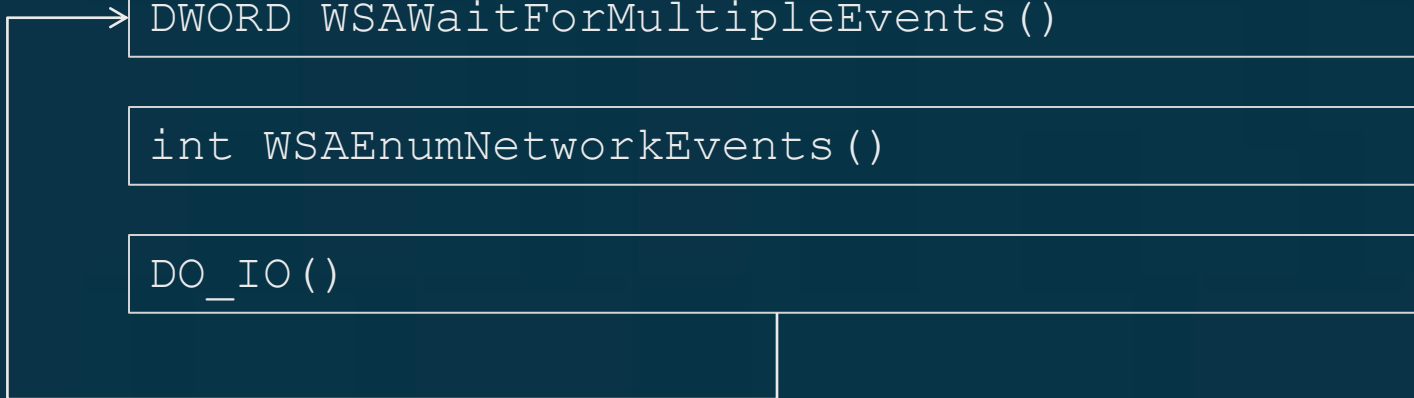 DWORD WSAWaitForMultipleEvents()
int WSAEnumNetworkEvents()
DO_IO()